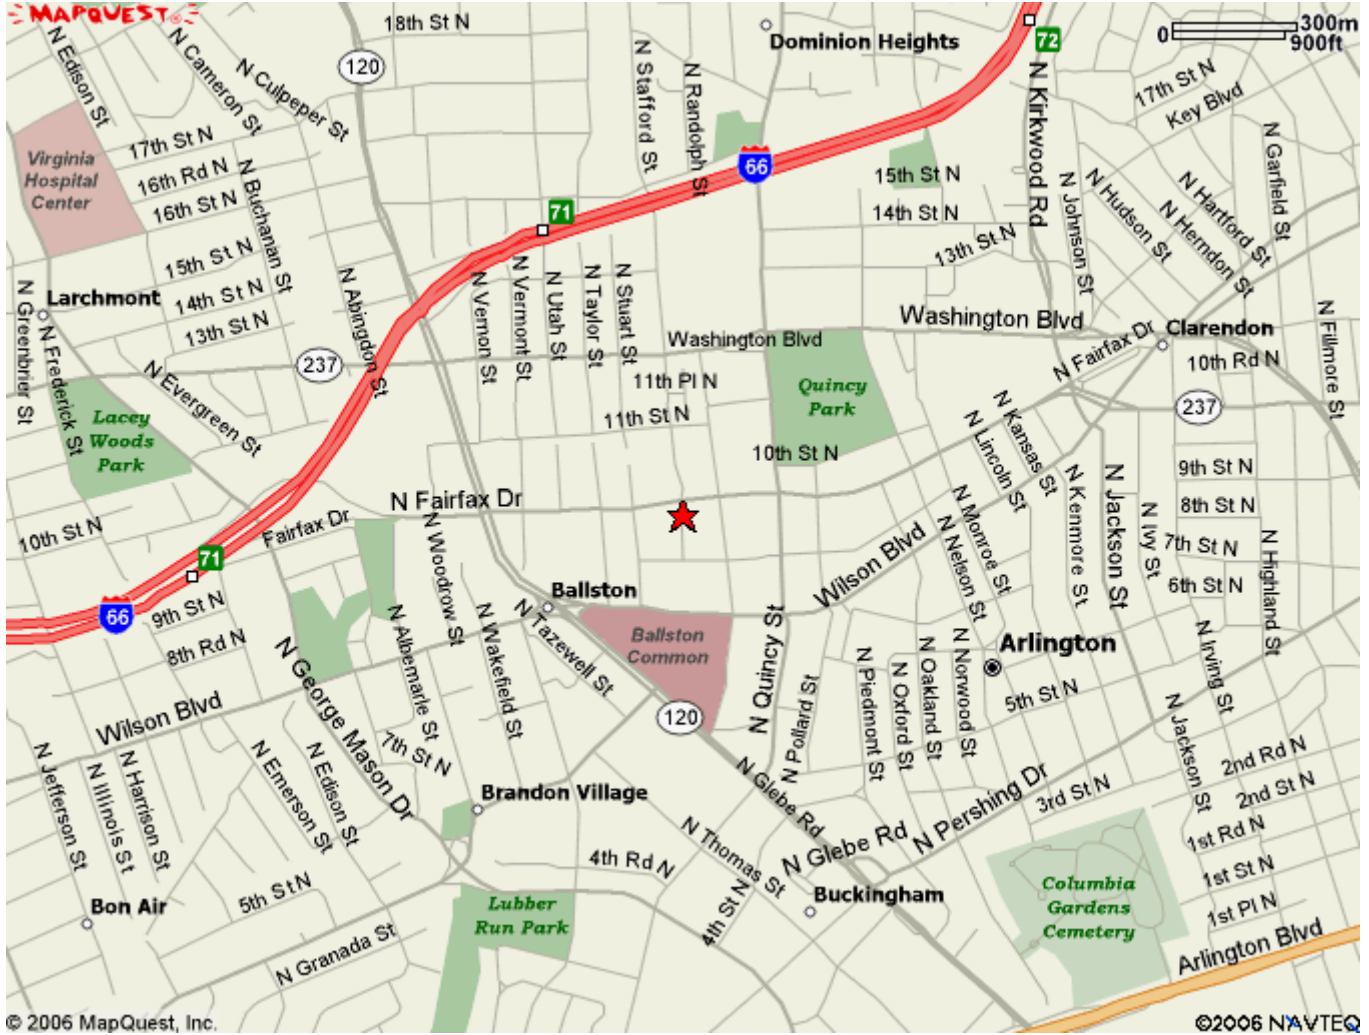 MAPQUEST
18th St N
120
Dominion Heights
72
300m
0
900ft
N Edison St
N Cameron St
N Culpeper St
N Stafford St
N Randolph St
N Kirkwood Rd
17th St N
Key Blvd
N Garfield St
Virginia
Hospital
Center
17th St N
16th Rd N
16th St N
N Buchanan St
66
15th St N
14th St N
13th St N
N Johnson St
N Hudson St
N Hartford St
N Herndon St
71
15th St N
14th St N
13th St N
N Abingdon St
N Vernon St
N Vermont St
N Utah St
N Taylor St
N Stuart St
Larchmont
N Greenbrier St
N Frederick St
Washington Blvd
Washington Blvd
N Fairfax Dr
Clarendon
10th Rd N
N Fillmore St
237
N Evergreen St
11th Pl N
11th St N
Quincy
Park
237
Lacey
Woods
Park
10th St N
N Lincoln St
N Kansas St
N Kenmore St
N Jackson St
9th St N
8th St N
7th St N
6th St N
N Ivy St
N Highland St
N Fairfax Dr
10th St N
Fairfax Dr
71
66
N Woodrow St
N Monroe St
N Nelson St
Wilson Blvd
Ballston
9th St N
8th Rd N
N Albemarle St
N Wakefield St
N Tazewell St
Ballston
Common
N Quincy St
N Pollard St
N Piedmont St
N Oxford St
N Oakland St
N Norwood St
Arlington
5th St N
N Irving St
N Jackson St
Wilson Blvd
N George Mason Dr
120
7th St N
N Jefferson St
N Illinois St
N Harrison St
N Emerson St
N Edison St
Brandon Village
N Glebe Rd
N Glebe Rd
N Pershing Dr
3rd St N
2nd Rd N
2nd St N
1st Rd N
1st St N
1st Pl N
N Thomas St
4th Rd N
4th St N
Buckingham
Columbia
Gardens
Cemetery
Bon Air
5th St N
Lubber
Run Park
N Granada St
Arlington Blvd
© 2006 MapQuest, Inc.
©2006 NAVTEQ